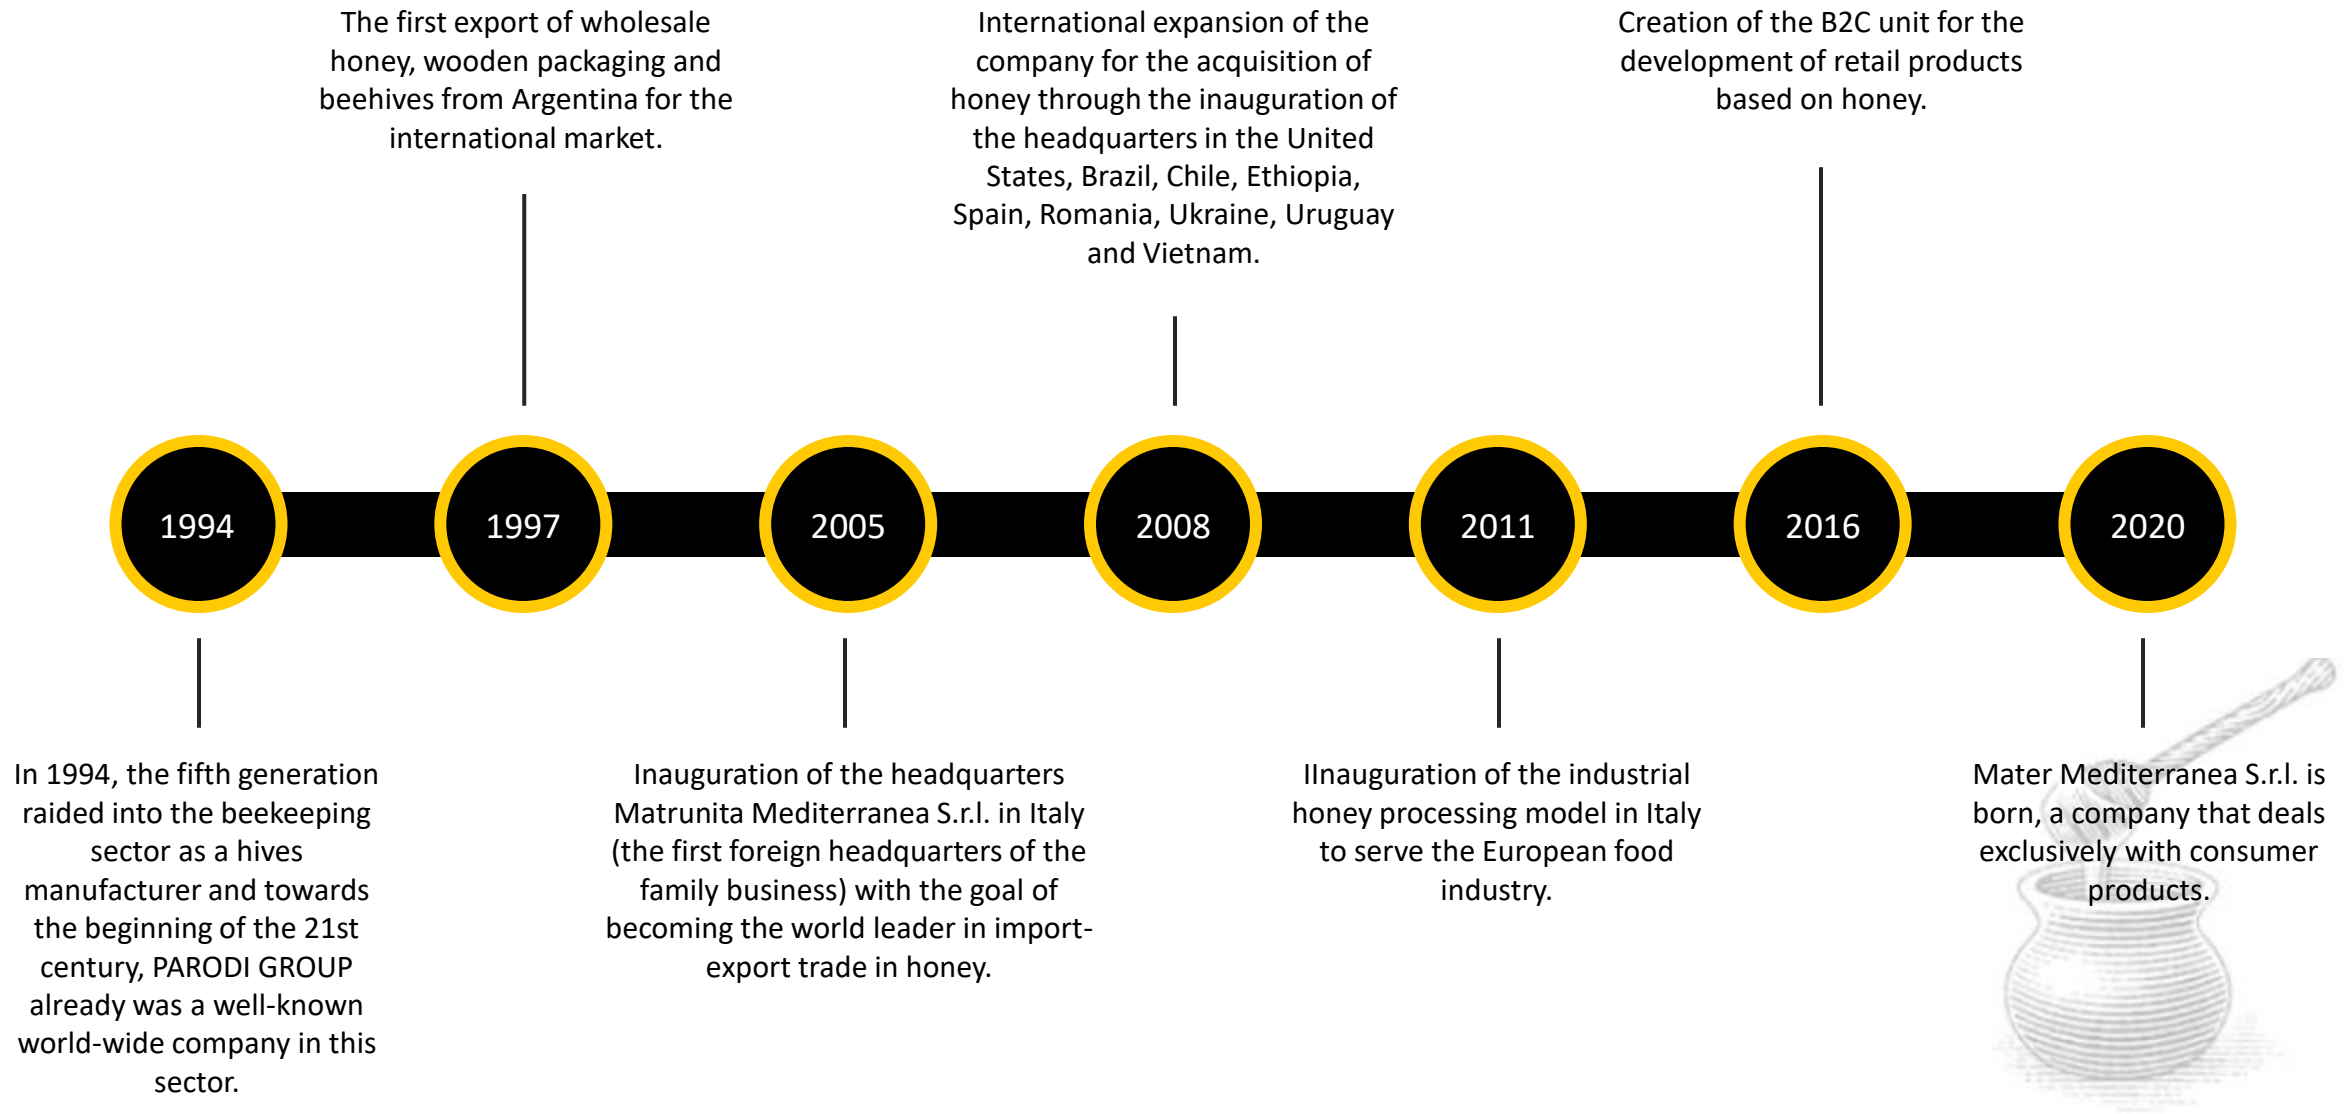 The first export of wholesale
honey, wooden packaging and
beehives from Argentina for the
international market.
International expansion of the
company for the acquisition of
honey through the inauguration of
the headquarters in the United
States, Brazil, Chile, Ethiopia,
Spain, Romania, Ukraine, Uruguay
and Vietnam.
Creation of the B2C unit for the
development of retail products
based on honey.
1994
1997
2005
2008
2011
2016
2020
In 1994, the fifth generation
raided into the beekeeping
sector as a hives
manufacturer and towards
the beginning of the 21st
century, PARODI GROUP
already was a well-known
world-wide company in this
sector.
Inauguration of the headquarters
Matrunita Mediterranea S.r.l. in Italy
(the first foreign headquarters of the
family business) with the goal of
becoming the world leader in import-
export trade in honey.
IInauguration of the industrial
honey processing model in Italy
to serve the European food
industry.
Mater Mediterranea S.r.l. is
born, a company that deals
exclusively with consumer
products.